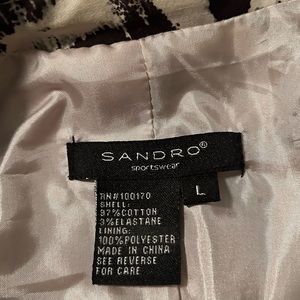 SANDRO®
sportswear
L
RN#100170
SHELL:
97%COTTON
3%ELASTANE
LINING:
100%POLYESTER
MADE IN CHINA
SEE REVERSE
FOR CARE